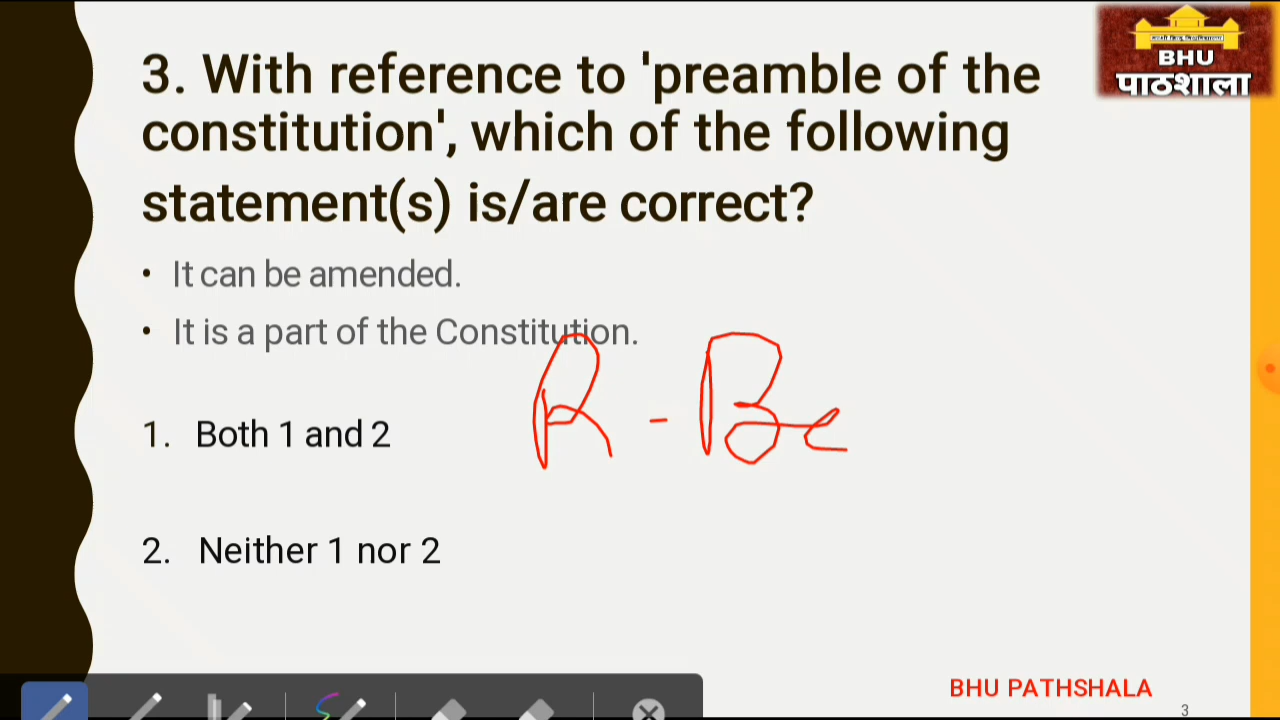 3. With reference to 'preamble of the
constitution', which of the following
statement(s) is/are correct?
• It can be amended.
• It is a part of the Constitution.
R - Be
1. Both 1 and 2
2. Neither 1 nor 2
BHU
पाठशाला
BHU PATHSHALA
3